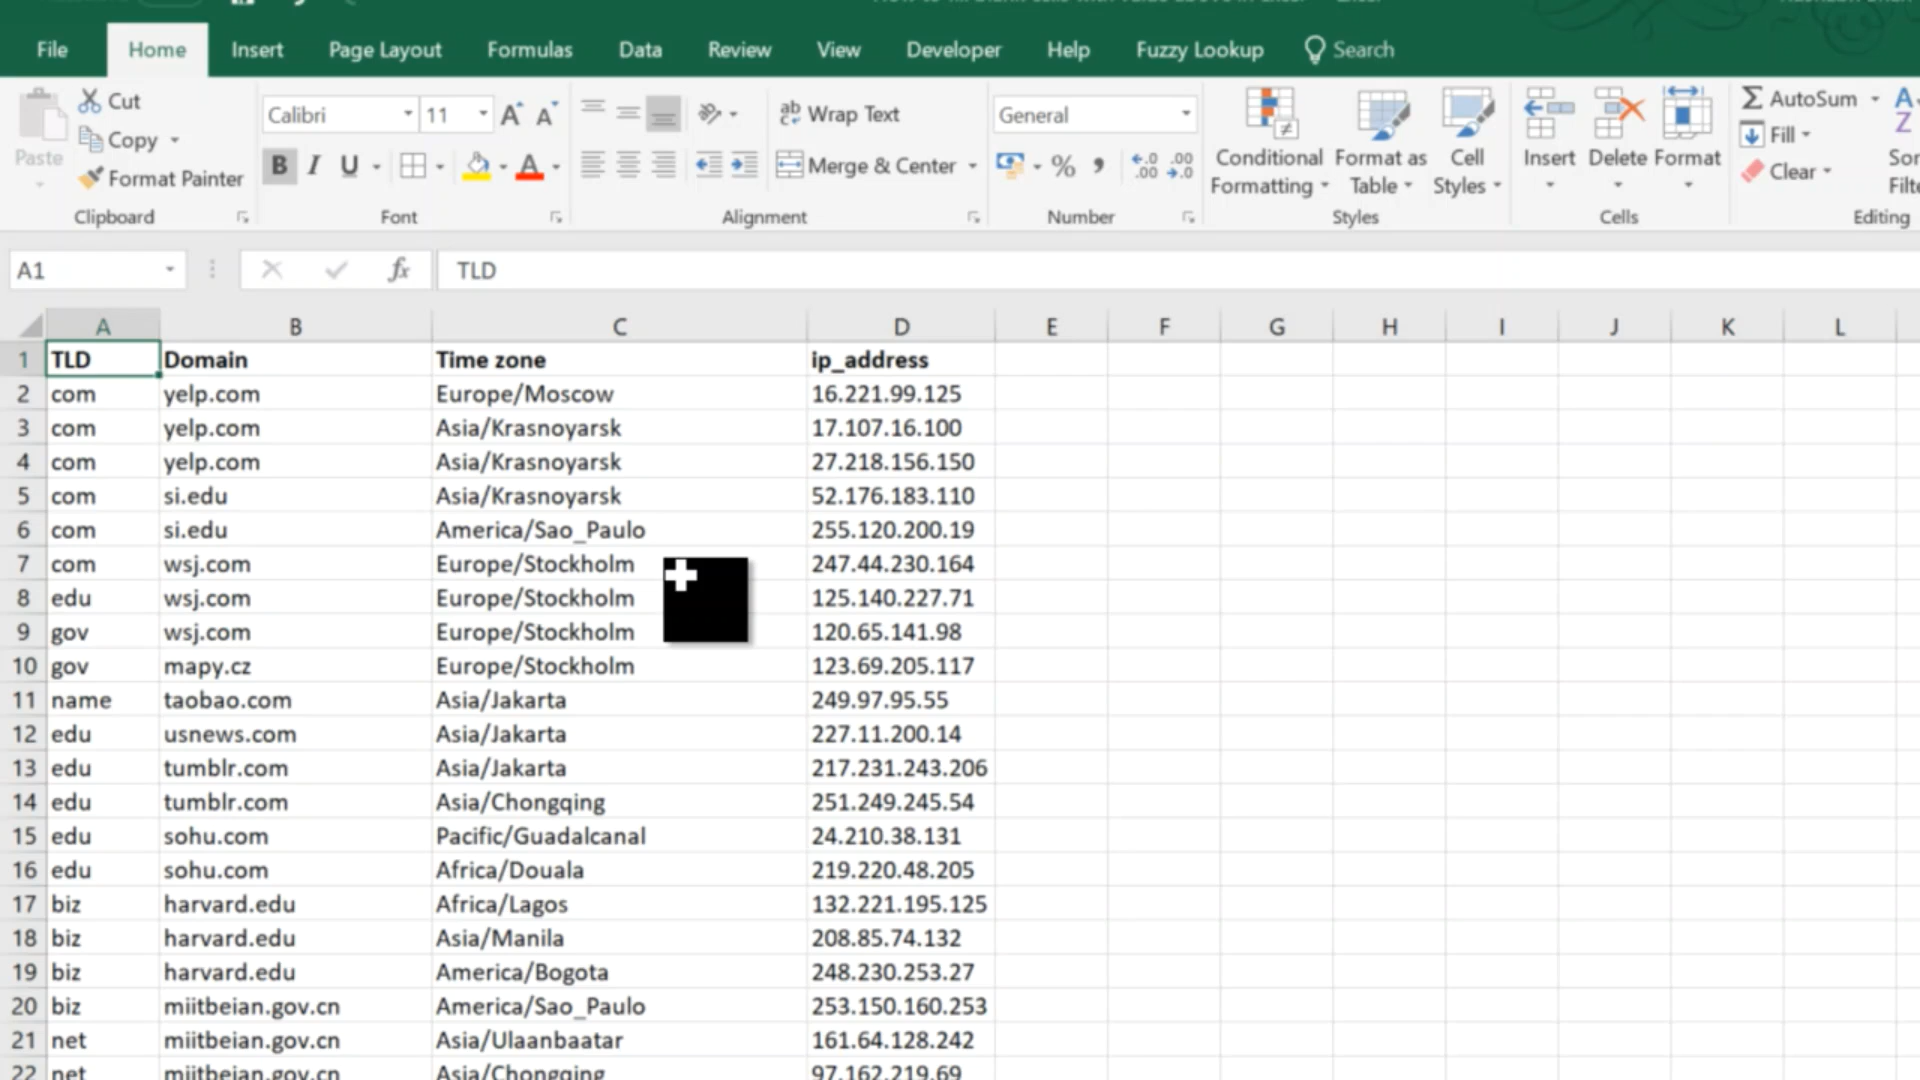 File Home Insert Page Layout Formulas Data Review View Developer Help Fuzzy Lookup Search
Paste
Cut
Copy
Format Painter
Clipboard
Calibri 11
B I U
Font
Wrap Text
Merge & Center
Alignment
General
Number
Conditional Formatting
Format as Table
Cell Styles
Styles
Insert Delete Format
Cells
AutoSum
Fill
Clear
Editing
A1 fx TLD
A B C D E F G H I J K L
1 TLD Domain Time zone ip_address
2 com yelp.com Europe/Moscow 16.221.99.125
3 com yelp.com Asia/Krasnoyarsk 17.107.16.100
4 com yelp.com Asia/Krasnoyarsk 27.218.156.150
5 com si.edu Asia/Krasnoyarsk 52.176.183.110
6 com si.edu America/Sao_Paulo 255.120.200.19
7 com wsj.com Europe/Stockholm 247.44.230.164
8 edu wsj.com Europe/Stockholm 125.140.227.71
9 gov wsj.com Europe/Stockholm 120.65.141.98
10 gov mapy.cz Europe/Stockholm 123.69.205.117
11 name taobao.com Asia/Jakarta 249.97.95.55
12 edu usnews.com Asia/Jakarta 227.11.200.14
13 edu tumblr.com Asia/Jakarta 217.231.243.206
14 edu tumblr.com Asia/Chongqing 251.249.245.54
15 edu sohu.com Pacific/Guadalcanal 24.210.38.131
16 edu sohu.com Africa/Douala 219.220.48.205
17 biz harvard.edu Africa/Lagos 132.221.195.125
18 biz harvard.edu Asia/Manila 208.85.74.132
19 biz harvard.edu America/Bogota 248.230.253.27
20 biz miitbeian.gov.cn America/Sao_Paulo 253.150.160.253
21 net miitbeian.gov.cn Asia/Ulaanbaatar 161.64.128.242
22 net miitbeian.gov.cn Asia/Chongqing 97.162.219.69